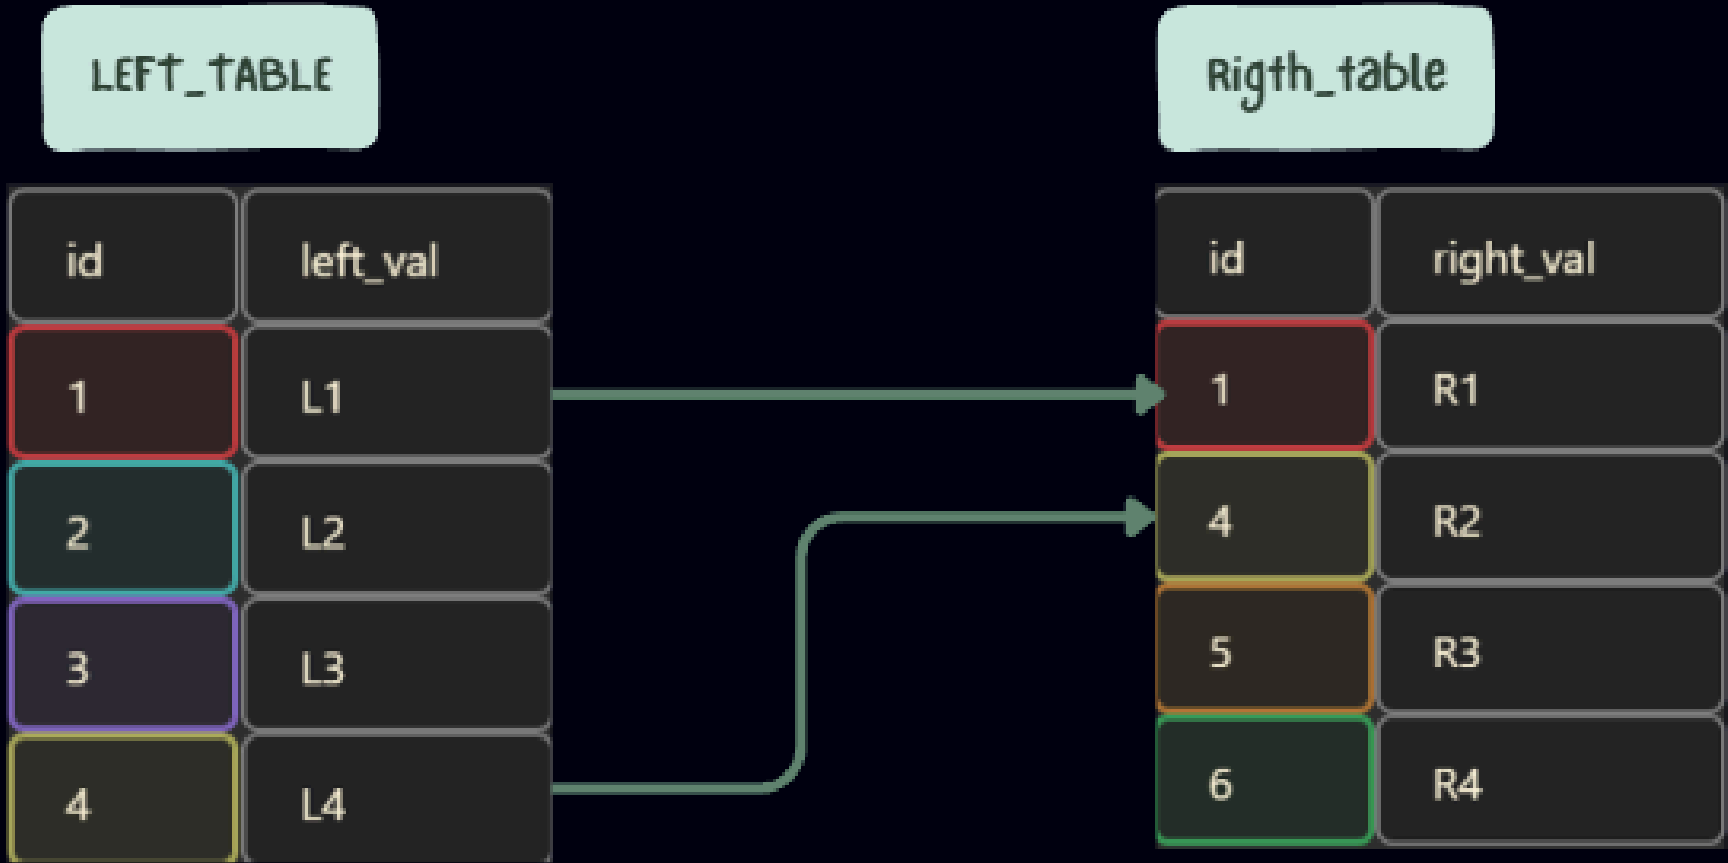 LEFT_TABLE
Rigth_table
id left_val
1 L1
2 L2
3 L3
4 L4
id right_val
1 R1
4 R2
5 R3
6 R4